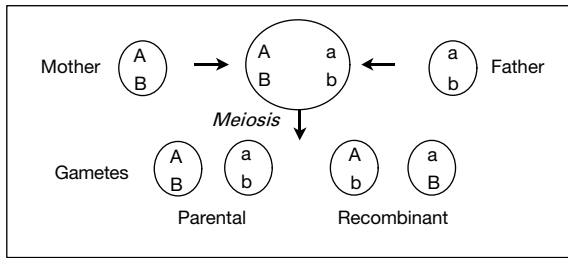 Mother A B A B a b a b Father
Meiosis
Gametes A B a b A b a B
Parental Recombinant